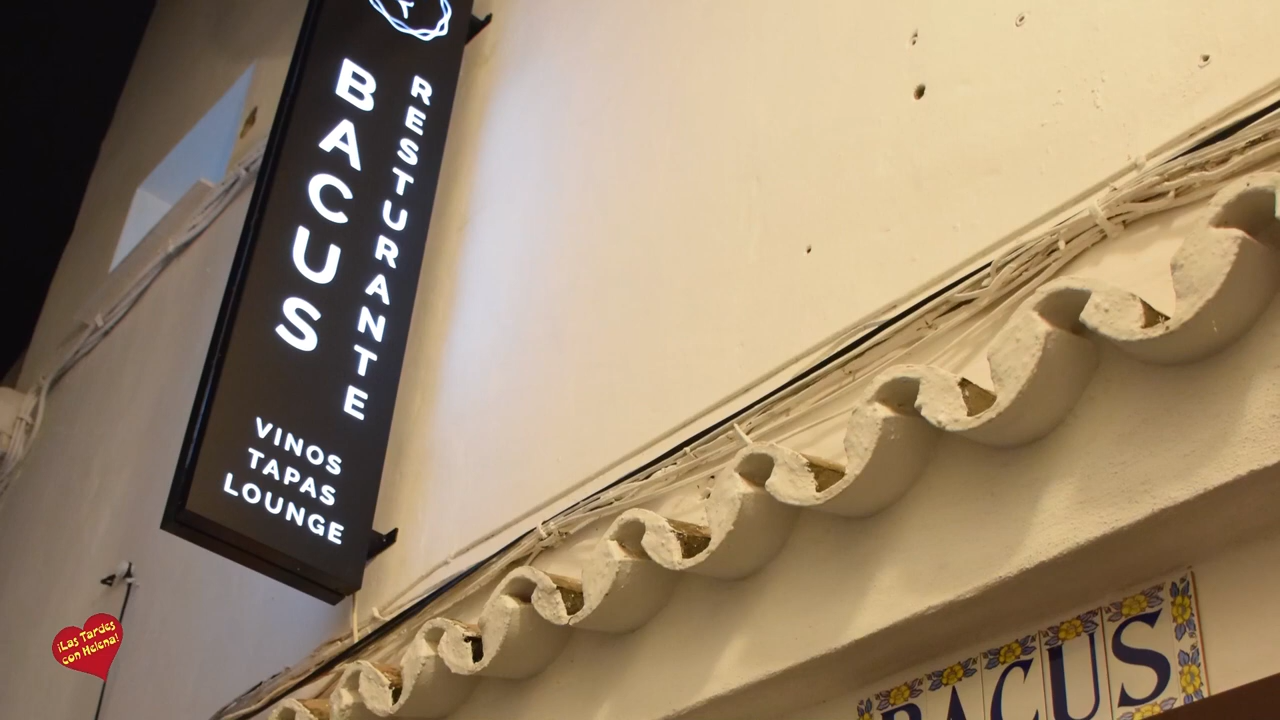 BACUS
RESTURANTE
VINOS
TAPAS
LOUNGE
¡Las Tardes
con Helena!
BACUS